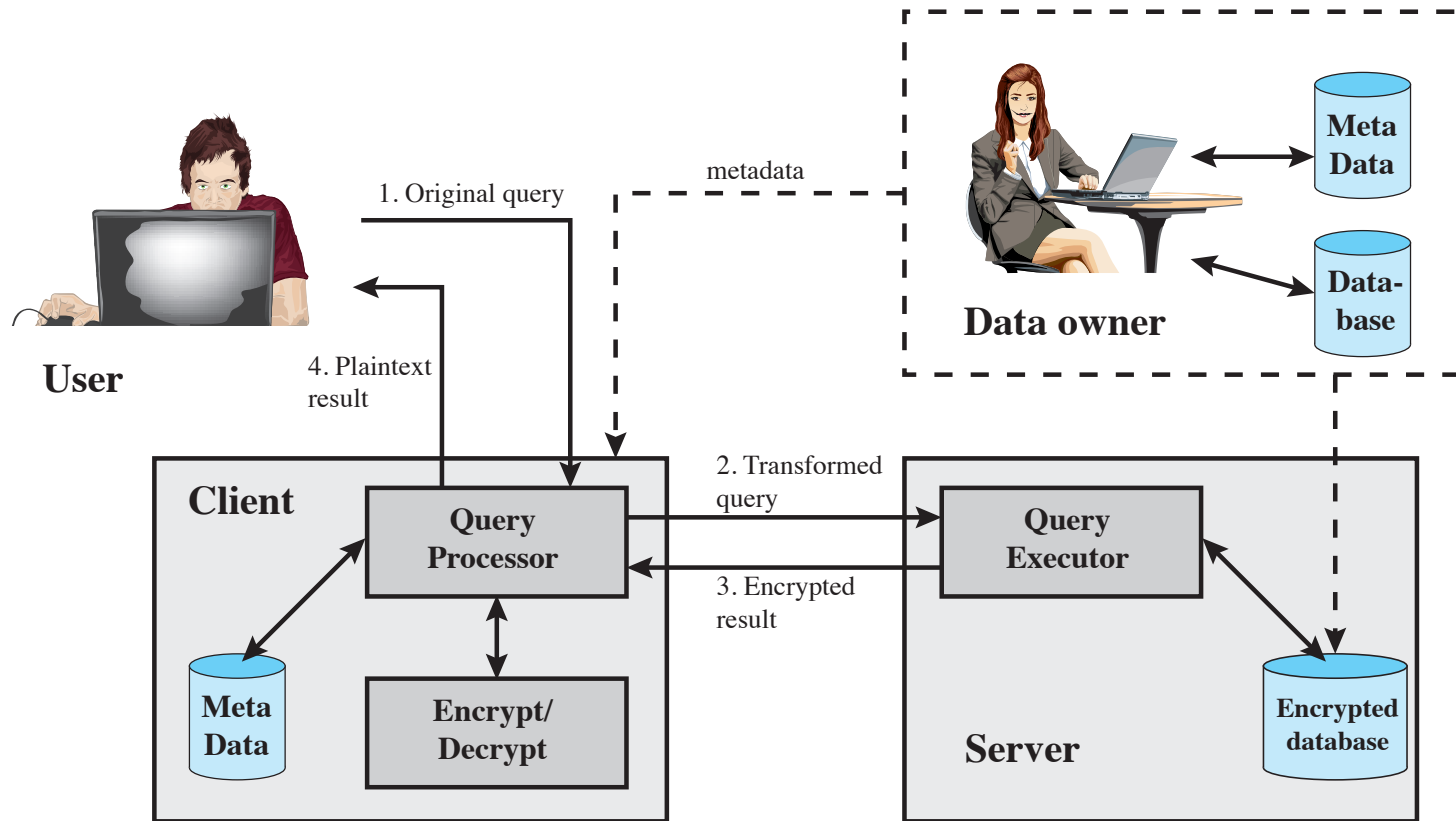 Meta
Data
metadata
1. Original query
Data-
base
Data owner
4. Plaintext
result
User
2. Transformed
query
Client
Query
Processor
Query
Executor
3. Encrypted
result
Meta
Data
Encrypt/
Decrypt
Encrypted
database
Server